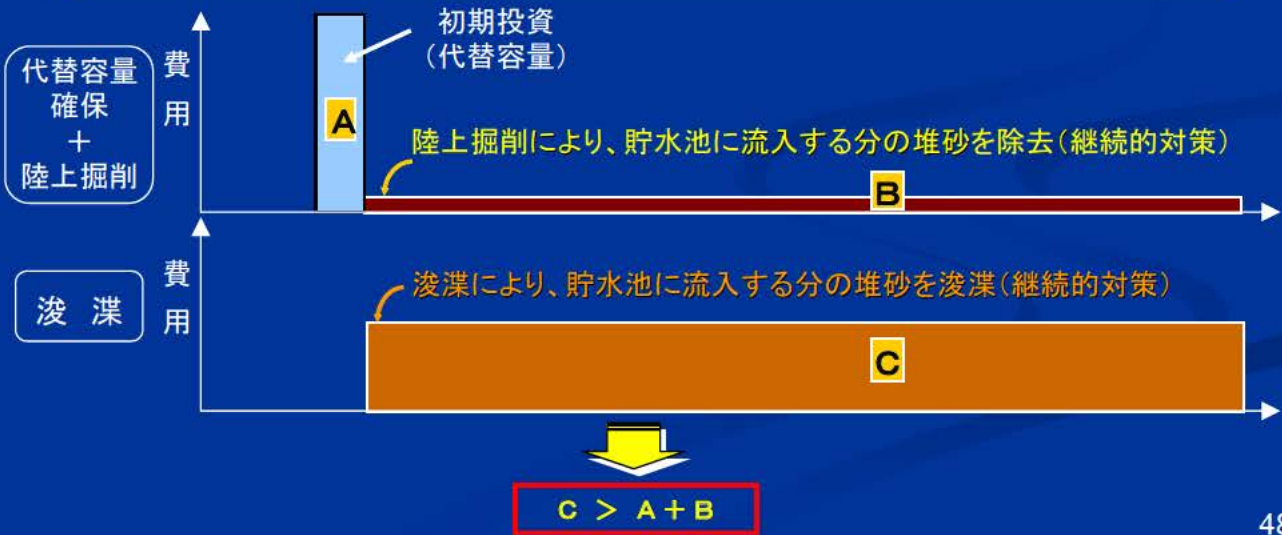 初期投資
(代替容量)
代替容量
確保
+
陸上掘削
費
用
A
陸上掘削により、貯水池に流入する分の堆砂を除去(継続的対策)
B
浚 渫
費
用
浚渫により、貯水池に流入する分の堆砂を浚渫(継続的対策)
C
C > A+B
48